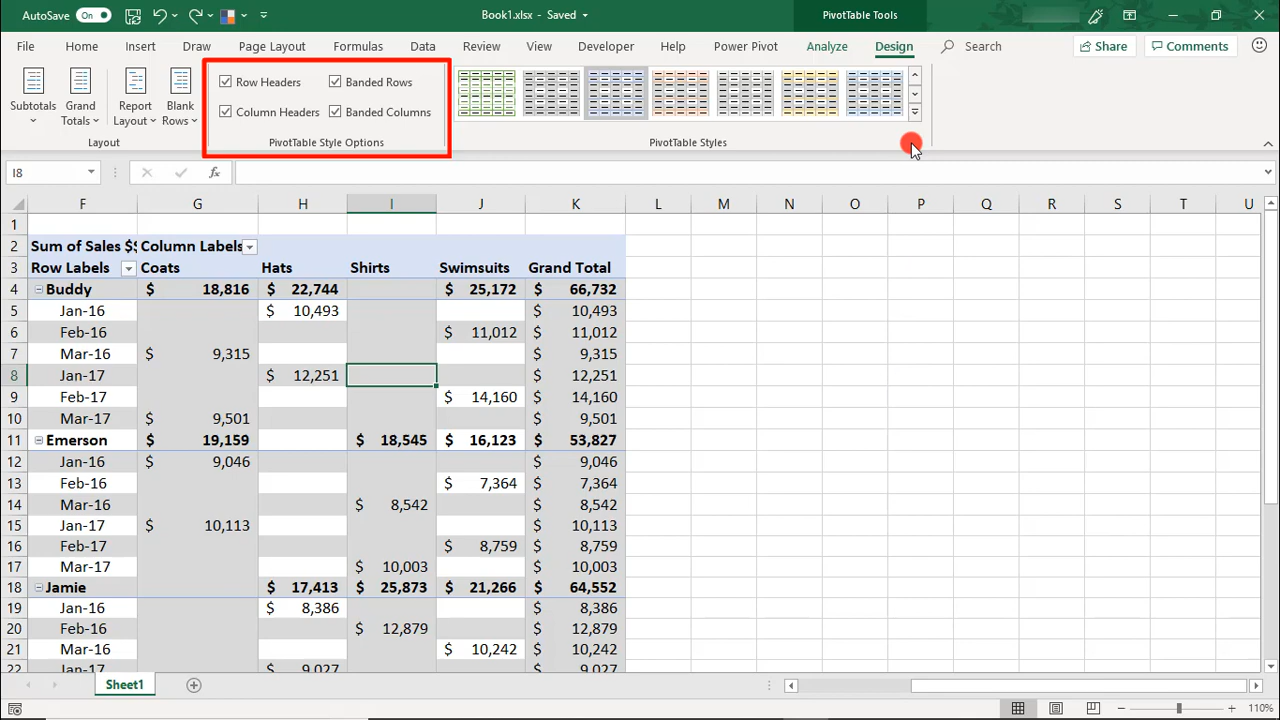 AutoSave On Book1.xlsx - Saved PivotTable Tools
File Home Insert Draw Page Layout Formulas Data Review View Developer Help Power Pivot Analyze Design Search Share Comments
Subtotals Grand Totals Report Layout Blank Rows
Row Headers Banded Rows
Column Headers Banded Columns
Layout PivotTable Style Options PivotTable Styles
I8 fx
F G H I J K L M N O P Q R S T U
1
2 Sum of Sales $$ Column Labels
3 Row Labels Coats Hats Shirts Swimsuits Grand Total
4 Buddy $ 18,816 $ 22,744 $ 25,172 $ 66,732
5 Jan-16 $ 10,493 $ 10,493
6 Feb-16 $ 11,012 $ 11,012
7 Mar-16 $ 9,315 $ 9,315
8 Jan-17 $ 12,251 $ 12,251
9 Feb-17 $ 14,160 $ 14,160
10 Mar-17 $ 9,501 $ 9,501
11 Emerson $ 19,159 $ 18,545 $ 16,123 $ 53,827
12 Jan-16 $ 9,046 $ 9,046
13 Feb-16 $ 7,364 $ 7,364
14 Mar-16 $ 8,542 $ 8,542
15 Jan-17 $ 10,113 $ 10,113
16 Feb-17 $ 8,759 $ 8,759
17 Mar-17 $ 10,003 $ 10,003
18 Jamie $ 17,413 $ 25,873 $ 21,266 $ 64,552
19 Jan-16 $ 8,386 $ 8,386
20 Feb-16 $ 12,879 $ 12,879
21 Mar-16 $ 10,242 $ 10,242
22 Jan-17 $ 9,027 $ 9,027
Sheet1
110%